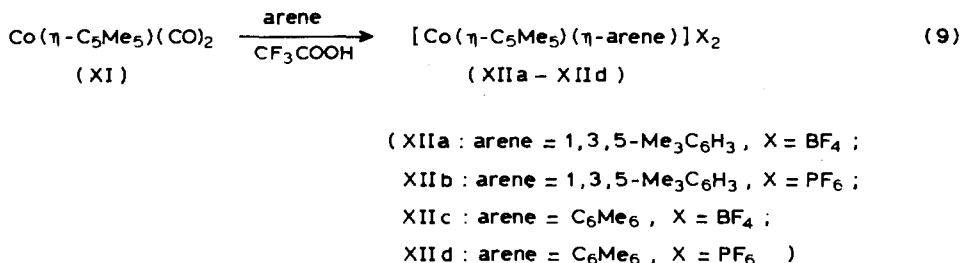 arene
Co(η-C₅Me₅)(CO)₂ → [Co(η-C₅Me₅)(η-arene)]X₂ (9)
CF₃COOH
(XI) (XIIa – XIId)
(XIIa : arene = 1,3,5-Me₃C₆H₃ , X = BF₄ ;
XIIb : arene = 1,3,5-Me₃C₆H₃ , X = PF₆ ;
XIIc : arene = C₆Me₆ , X = BF₄ ;
XIId : arene = C₆Me₆ , X = PF₆ )